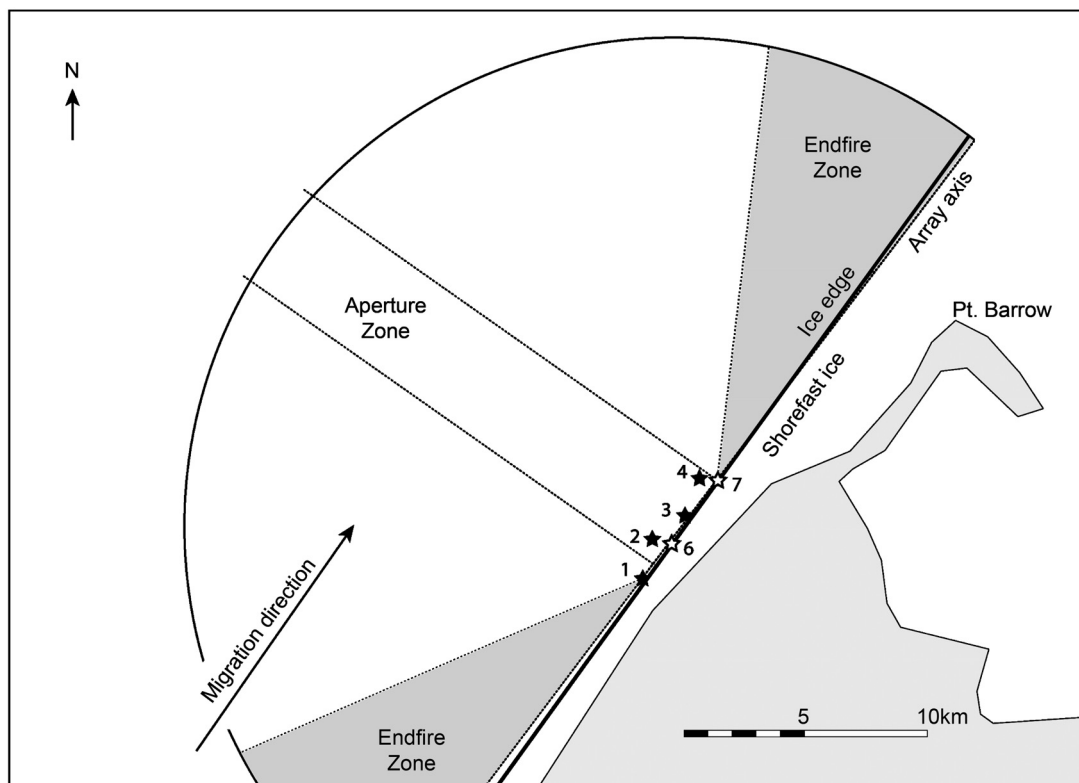 N
Endfire
Zone
Array axis
Aperture
Zone
Ice edge
Pt. Barrow
Shorefast ice
4
7
3
2
6
1
Migration direction
5
10km
Endfire
Zone